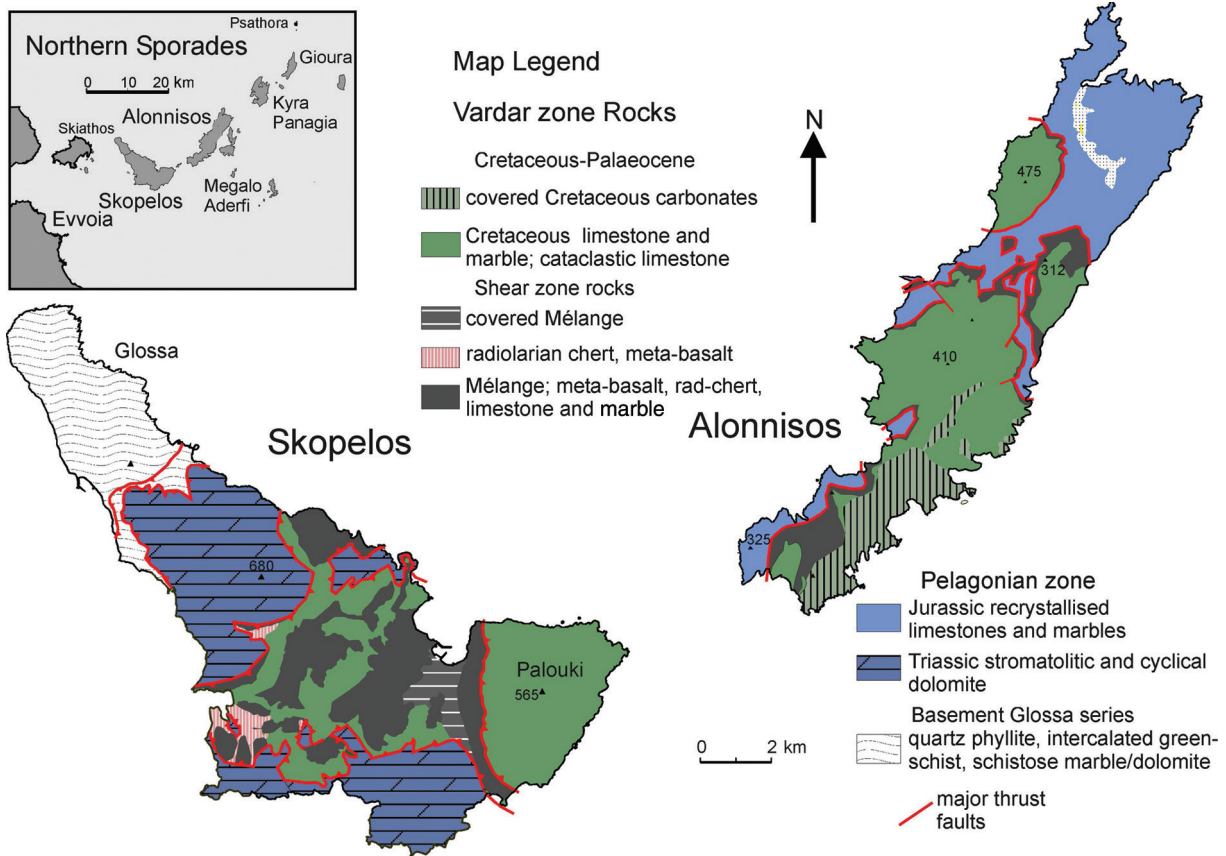 Northern Sporades
0 10 20 km
Psathora
Gioura
Kyra
Panagia
Alonnisos
Skiathos
Skopelos
Megalo
Aderfi
Evvoia
Map Legend
Vardar zone Rocks
Cretaceous-Palaeocene
covered Cretaceous carbonates
Cretaceous limestone and
marble; cataclastic limestone
Shear zone rocks
covered Mélange
radiolarian chert, meta-basalt
Mélange; meta-basalt, rad-chert,
limestone and marble
N
475
312
410
325
Alonnisos
Glossa
Skopelos
680
Palouki
565
0 2 km
Pelagonian zone
Jurassic recrystallised
limestones and marbles
Triassic stromatolitic and cyclical
dolomite
Basement Glossa series
quartz phyllite, intercalated green-
schist, schistose marble/dolomite
major thrust
faults